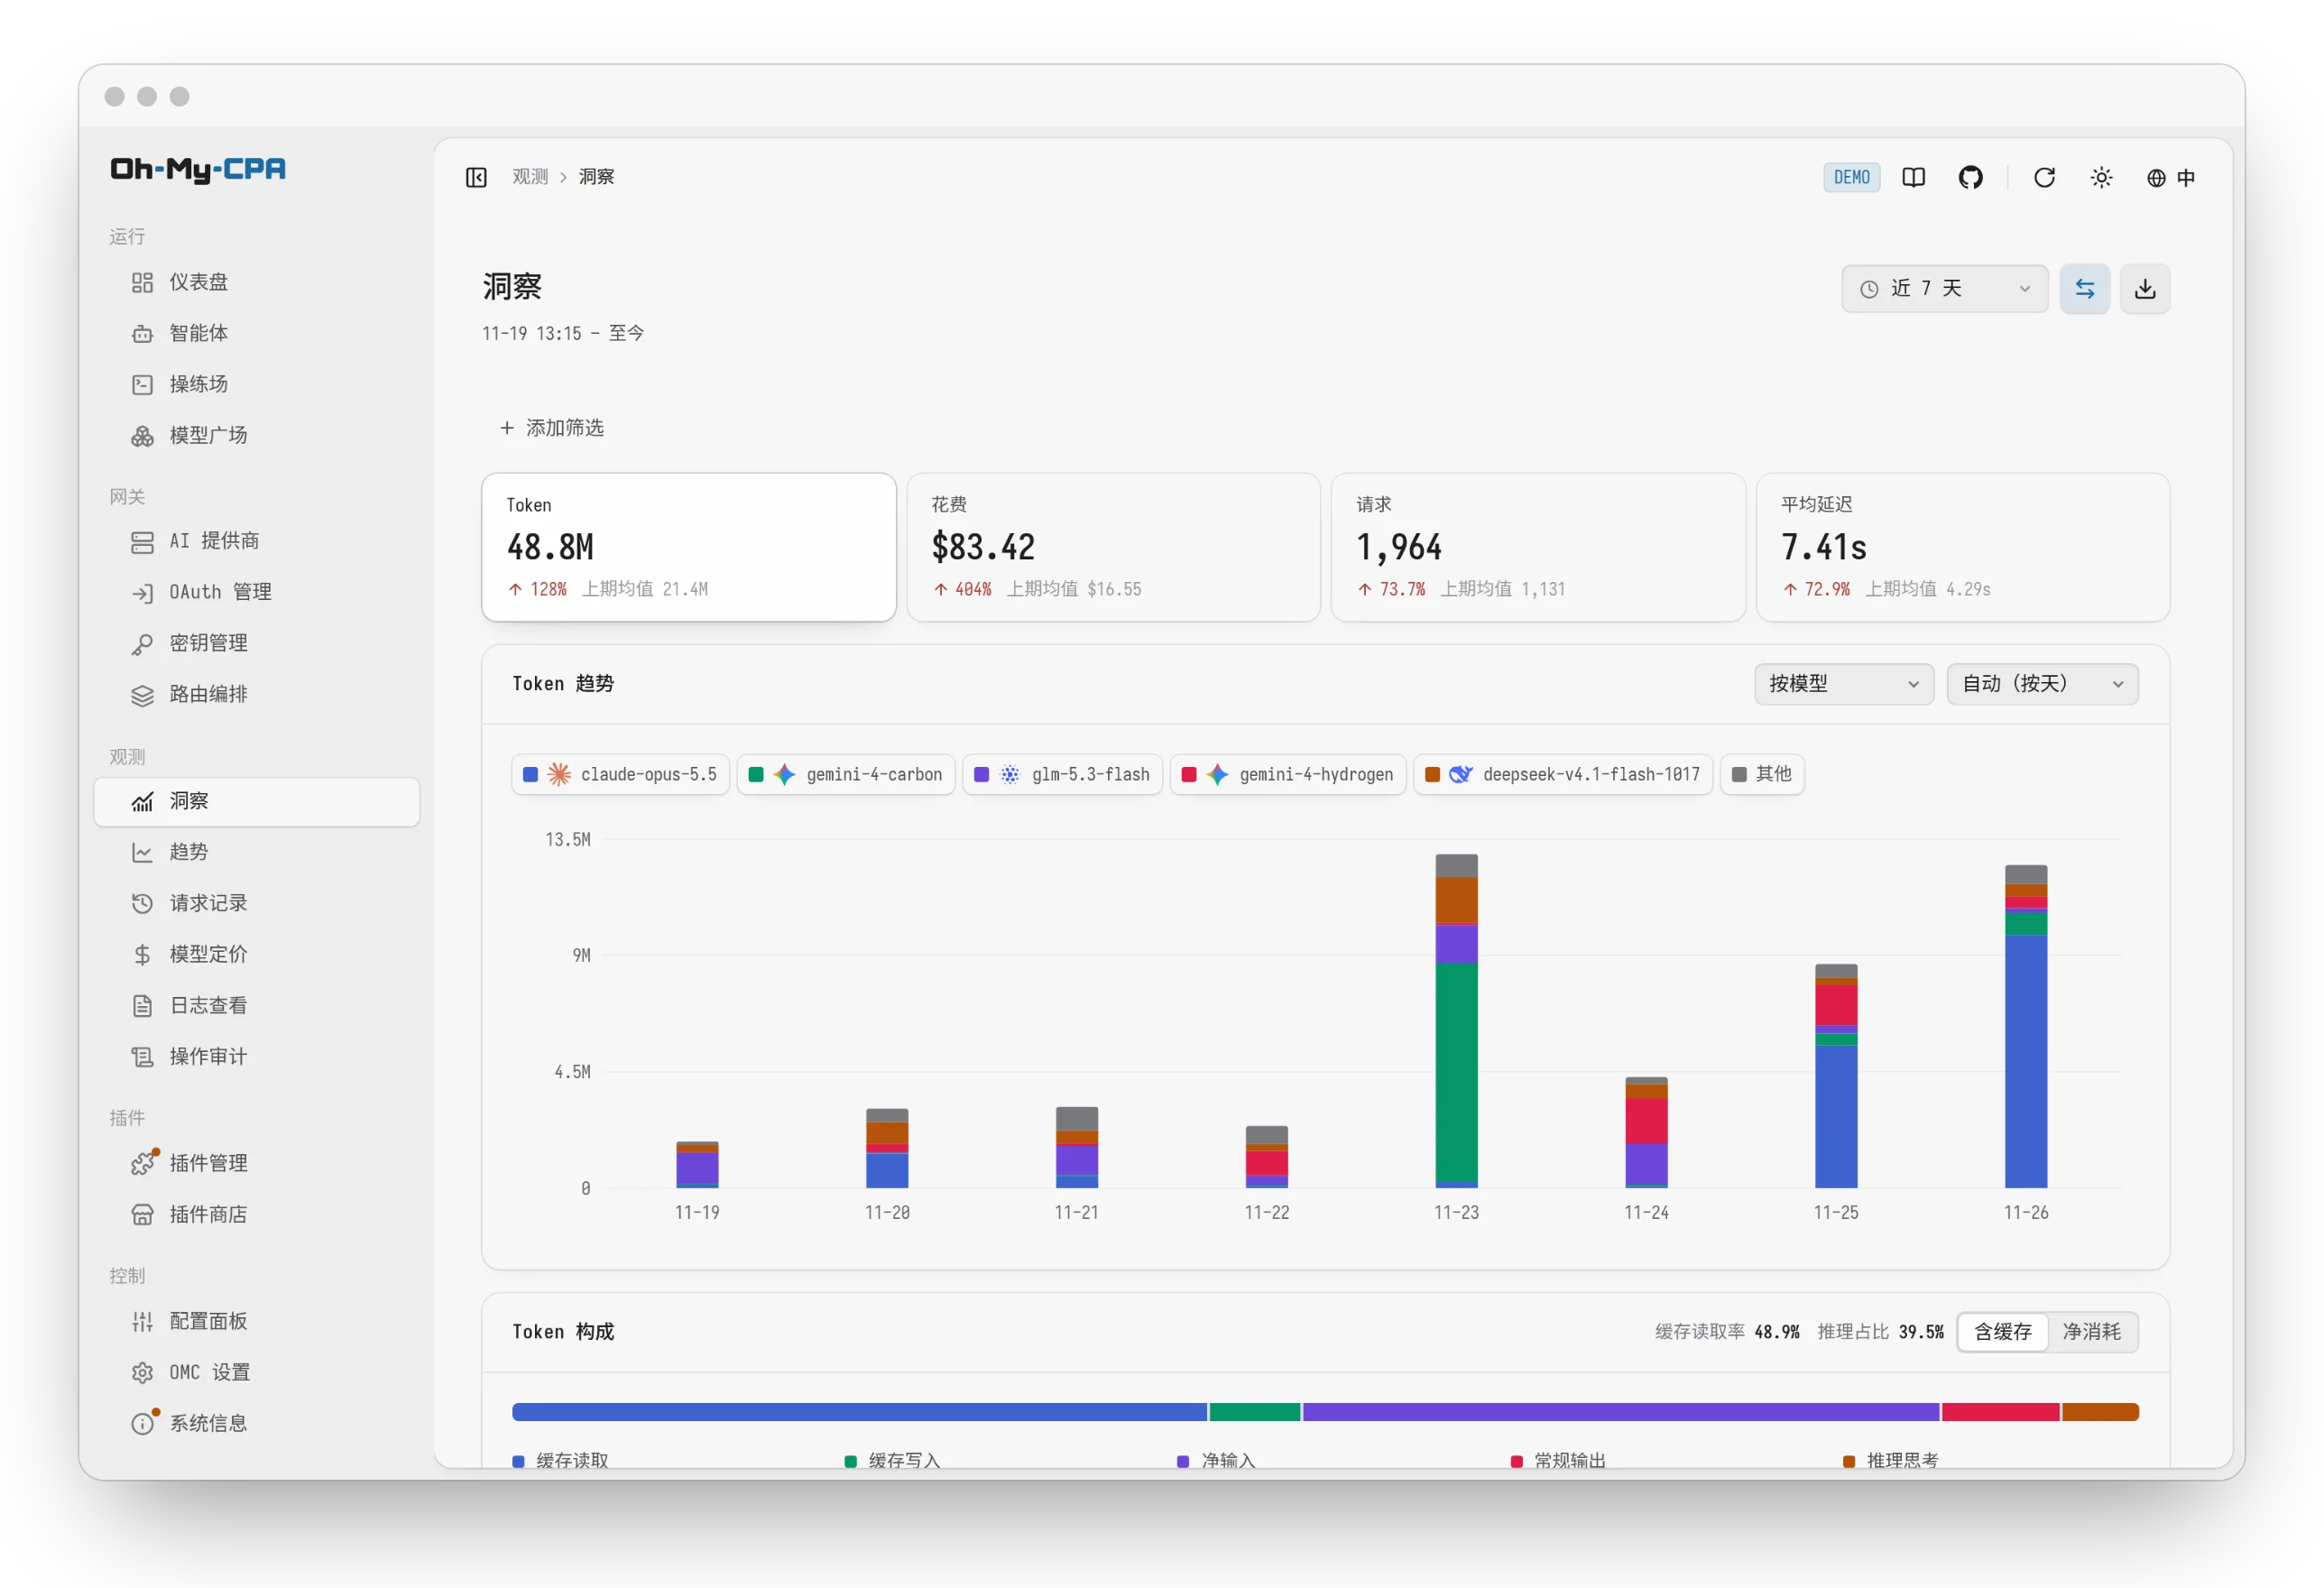 Oh-My-CPA
运行
仪表盘
智能体
操练场
模型广场
网关
AI 提供商
OAuth 管理
密钥管理
路由编排
观测
洞察
趋势
请求记录
模型定价
日志查看
操作审计
插件
插件管理
插件商店
控制
配置面板
OMC 设置
系统信息
观测 > 洞察
DEMO
中
洞察
近 7 天
11-19 13:15 – 至今
+ 添加筛选
Token
48.8M
↑ 128% 上期均值 21.4M
花费
$83.42
↑ 404% 上期均值 $16.55
请求
1,964
↑ 73.7% 上期均值 1,131
平均延迟
7.41s
↑ 72.9% 上期均值 4.29s
Token 趋势
按模型
自动 (按天)
claude-opus-5.5
gemini-4-carbon
glm-5.3-flash
gemini-4-hydrogen
deepseek-v4.1-flash-1017
其他
13.5M
9M
4.5M
0
11-19
11-20
11-21
11-22
11-23
11-24
11-25
11-26
Token 构成
缓存读取率 48.9% 推理占比 39.5%
含缓存
净消耗
缓存读取
缓存写入
净输入
常规输出
推理思考